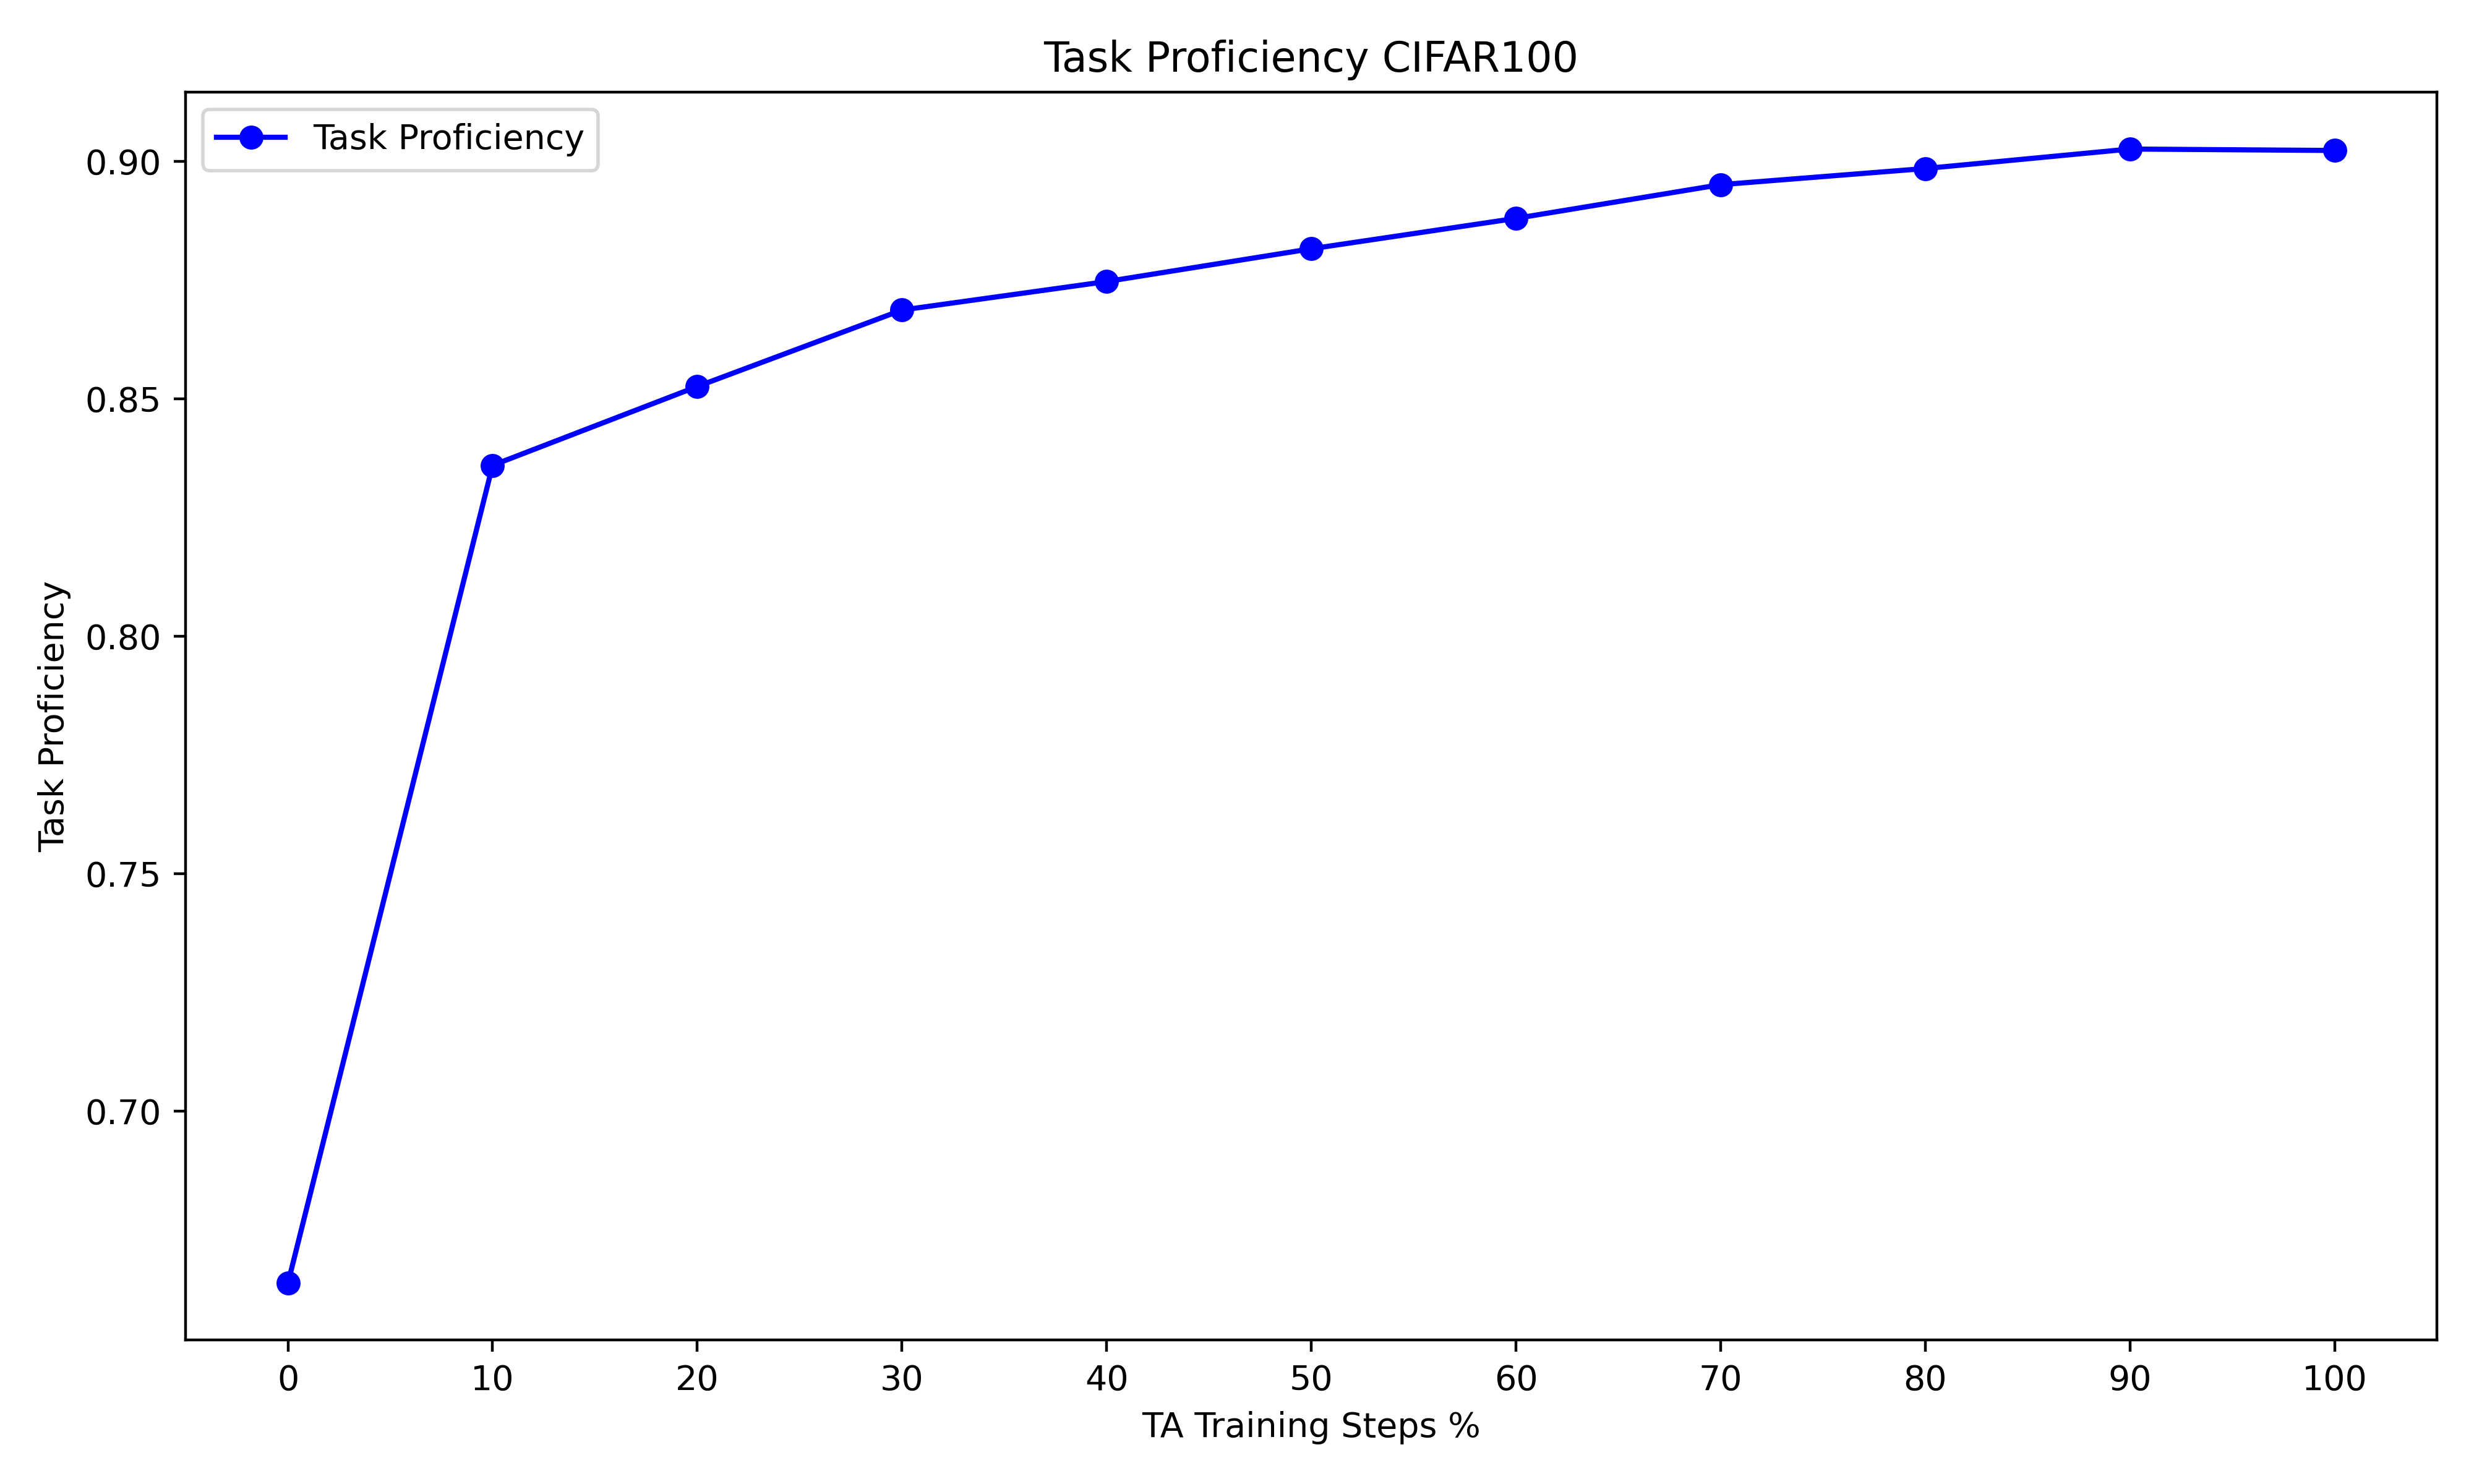 Task Proficiency CIFAR100
Task Proficiency
0.90
0.85
0.80
0.75
0.70
Task Proficiency
0 10 20 30 40 50 60 70 80 90 100
TA Training Steps %